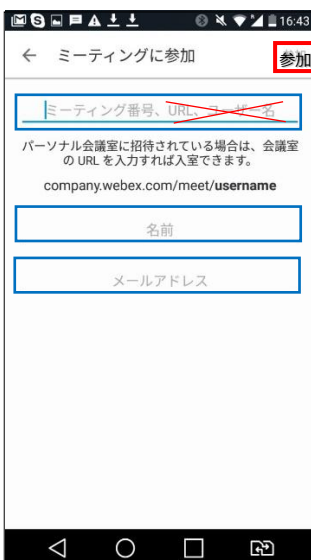 16:43
ミーティングに参加
参加
ミーティング番号、URL、ユーザー名
パーソナル会議室に招待されている場合は、会議室
の URL を入力すれば入室できます。
company.webex.com/meet/username
名前
メールアドレス